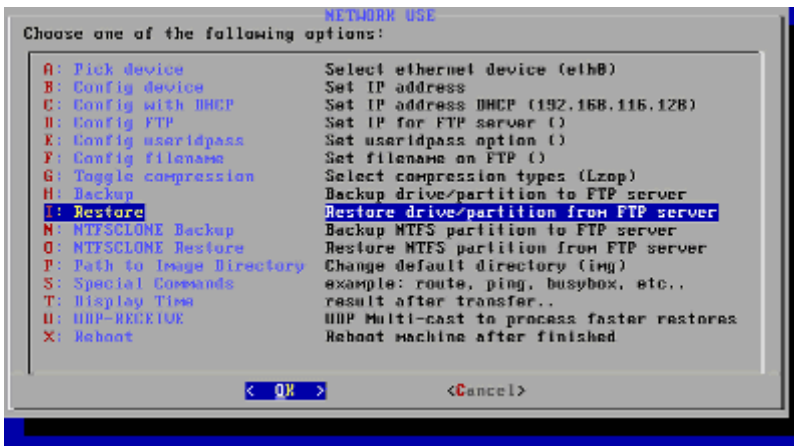 NETWORK USE
Choose one of the following options:
A: Pick device Select ethernet device (eth0)
B: Config device Set IP address
C: Config with DHCP Set IP address DHCP (192.168.116.128)
D: Config FTP Set IP for FTP server ()
E: Config useridpass Set useridpass option ()
F: Config filename Set filename on FTP ()
G: Toggle compression Select compression types (Lzop)
H: Backup Backup drive/partition to FTP server
I: Restore Restore drive/partition from FTP server
N: NTFSCLONE Backup Backup NTFS partition to FTP server
O: NTFSCLONE Restore Restore NTFS partition from FTP server
P: Path to Image Directory Change default directory (img)
S: Special Commands example: route, ping, busybox, etc..
T: Display Time result after transfer..
U: UDP-RECEIVE UDP Multi-cast to process faster restores
X: Reboot Reboot machine after finished
< OK > <Cancel>